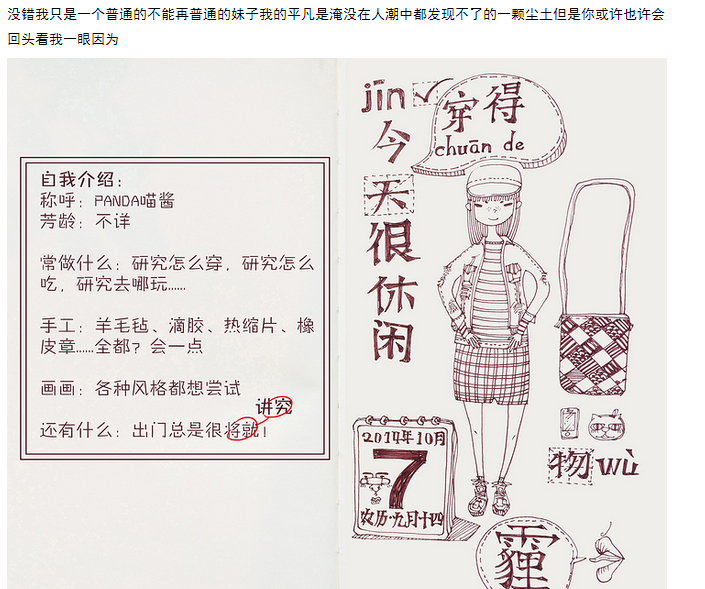 没错我只是一个普通的不能再普通的妹子我的平凡是淹没在人潮中都发现不了的一颗尘土但是你或许也许会
回头看我一眼因为
自我介绍：
称呼：PANDA喵酱
芳龄：不详
常做什么：研究怎么穿，研究怎么
吃，研究去哪玩......
手工：羊毛毡、滴胶、热缩片、橡
皮章......全都？会一点
画画：各种风格都想尝试
讲究
还有什么：出门总是很将就！
jīn
今
天
很
休
闲
穿得
chuān de
2014年10月
7
农历·九月十四
物 wù
霾